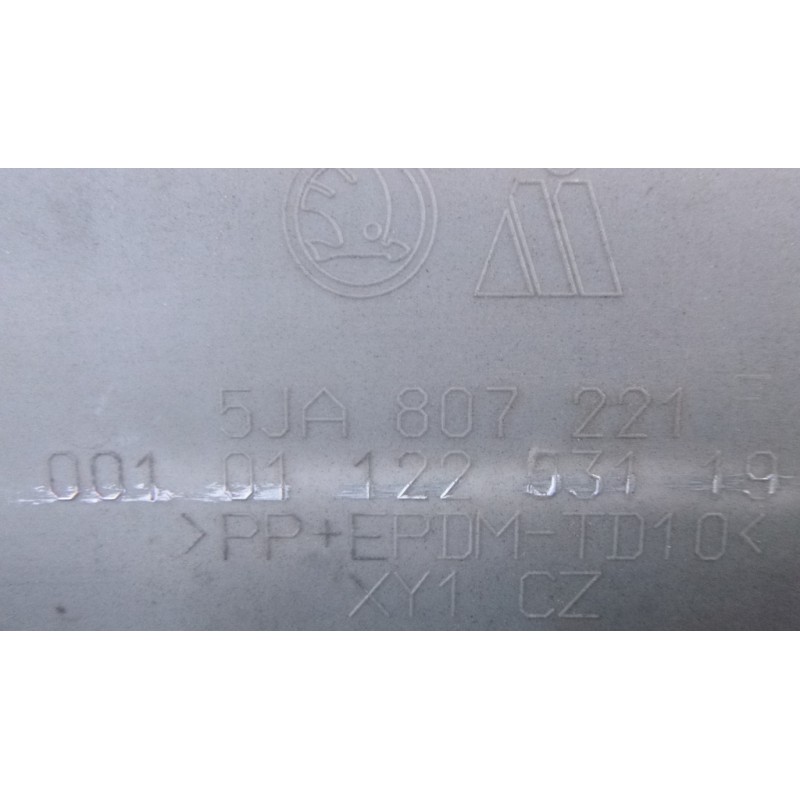 5JA 807 221 F
001 01 122 531 19
>PP+EPDM-TD10<
XY1 CZ